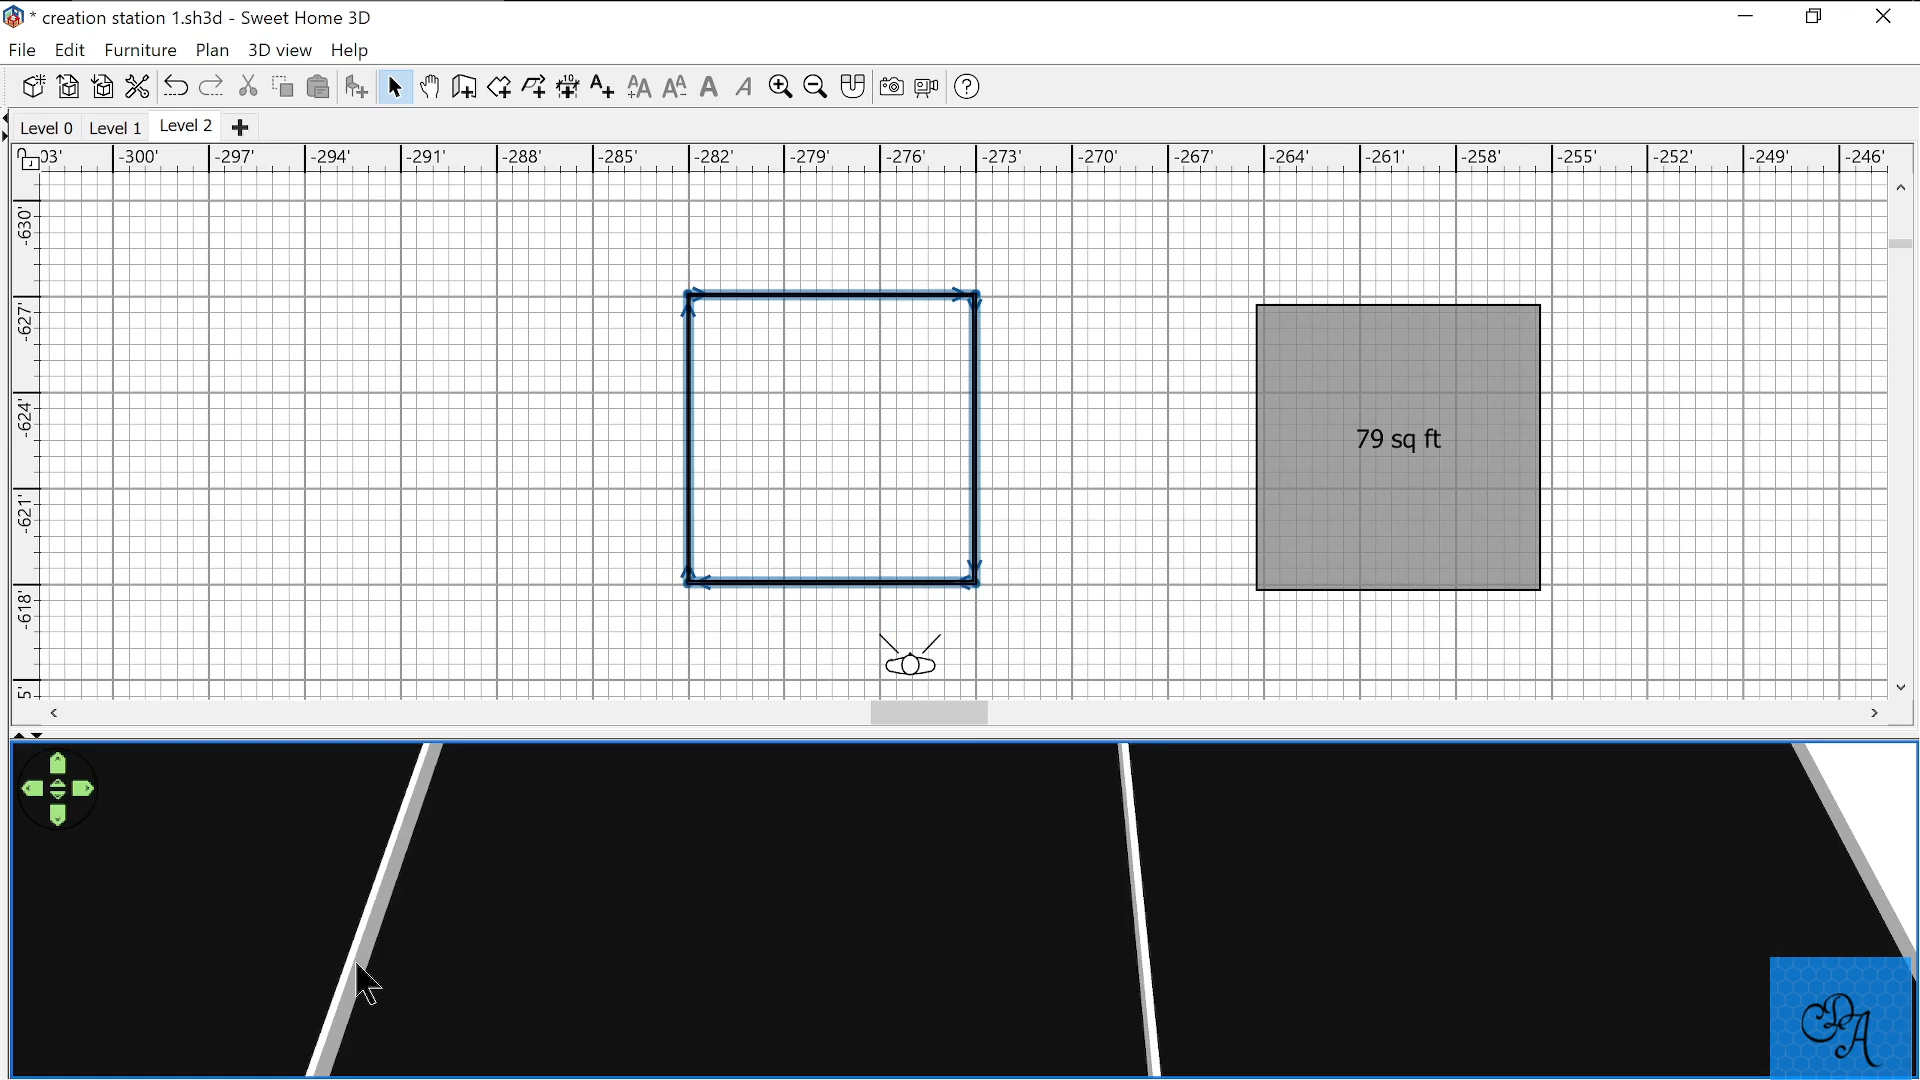 * creation station 1.sh3d - Sweet Home 3D
File Edit Furniture Plan 3D view Help
Level 0 Level 1 Level 2
03' -300' -297' -294' -291' -288' -285' -282' -279' -276' -273' -270' -267' -264' -261' -258' -255' -252' -249' -246'
-630'
-627'
-624'
79 sq ft
-621'
-618'
5'